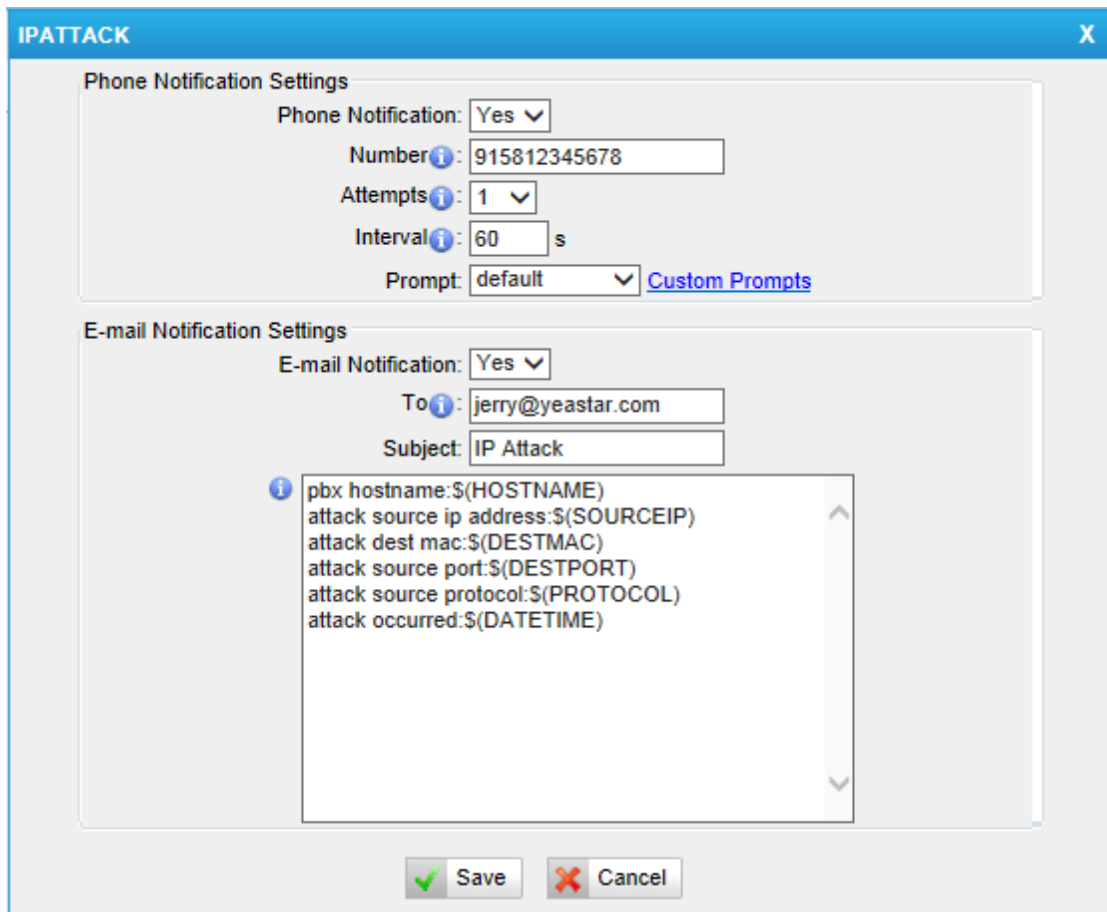 IPATTACK X
Phone Notification Settings
Phone Notification: Yes
Number: 915812345678
Attempts: 1
Interval: 60 s
Prompt: default Custom Prompts
E-mail Notification Settings
E-mail Notification: Yes
To: jerry@yeastar.com
Subject: IP Attack
pbx hostname:$(HOSTNAME)
attack source ip address:$(SOURCEIP)
attack dest mac:$(DESTMAC)
attack source port:$(DESTPORT)
attack source protocol:$(PROTOCOL)
attack occurred:$(DATETIME)
Save Cancel